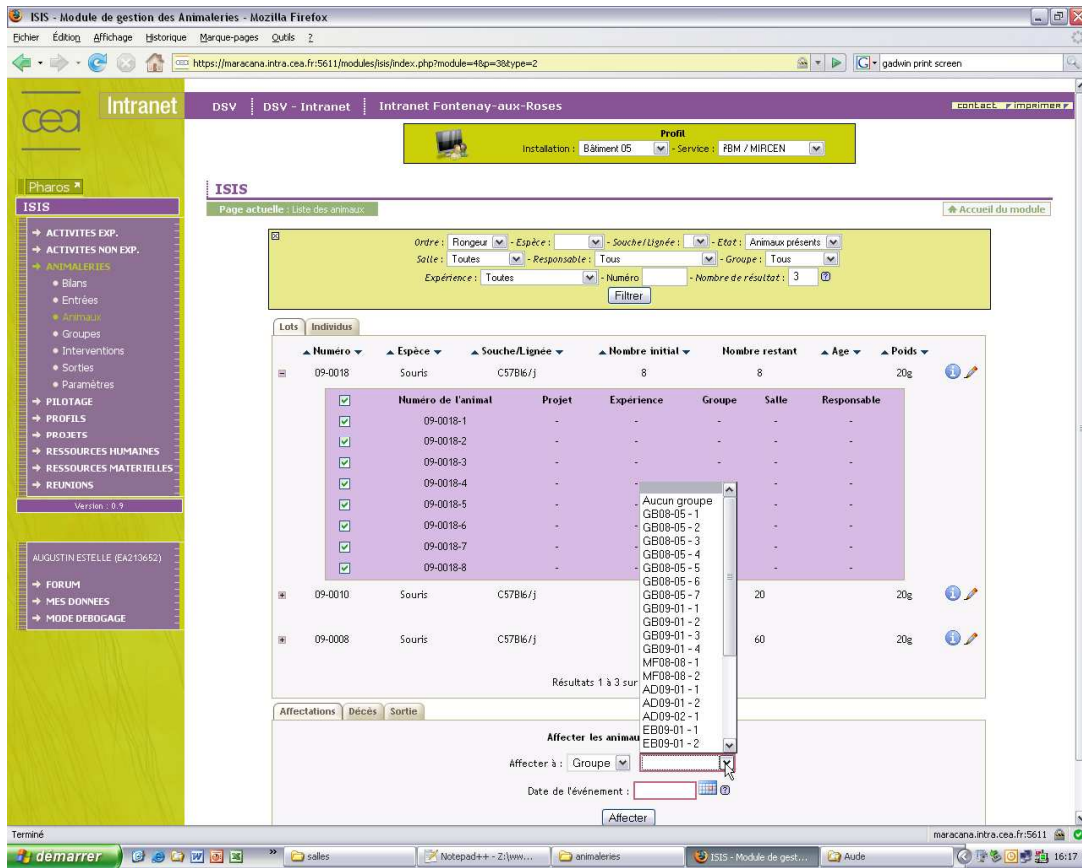 ISIS - Module de gestion des Animaleries - Mozilla Firefox
Fichier Édition Affichage Historique Marque-pages Outils ?
https://maracana.intra.cea.fr:5611/modules/isis/index.php?module=4&p=38&type=2
G gadwin print screen
cea Intranet
DSV DSV - Intranet Intranet Fontenay-aux-Roses
contact imprimer
Profil
Installation : Bâtiment 05 - Service : I²BM / MIRCEN
Pharos
ISIS
ISIS
Page actuelle : Liste des animaux
Accueil du module
ACTIVITES EXP.
ACTIVITES NON EXP.
ANIMALERIES
Bilans
Entrées
Animaux
Groupes
Interventions
Sorties
Paramètres
PILOTAGE
PROFILS
PROJETS
RESSOURCES HUMAINES
RESSOURCES MATERIELLES
REUNIONS
Version : 0.9
AUGUSTIN ESTELLE (EA213652)
FORUM
MES DONNEES
MODE DEBOGAGE
Ordre : Rongeur - Espèce : - Souche/Lignée : - Etat : Animaux présents
Salle : Toutes - Responsable : Tous - Groupe : Tous
Expérience : Toutes - Numéro - Nombre de résultat : 3
Filtrer
Lots Individus
Numéro Espèce Souche/Lignée Nombre initial Nombre restant Age Poids
09-0018 Souris C57Bl6/j 8 8 20g
Numéro de l'animal Projet Expérience Groupe Salle Responsable
09-0018-1 - - - - -
09-0018-2 - - - - -
09-0018-3 - - - - -
09-0018-4 - - - -
09-0018-5 - - - -
09-0018-6 - - - -
09-0018-7 - - - -
09-0018-8 - - - -
09-0010 Souris C57Bl6/j 20 20g
09-0008 Souris C57Bl6/j 60 20g
Résultats 1 à 3 sur
Aucun groupe
GB08-05 - 1
GB08-05 - 2
GB08-05 - 3
GB08-05 - 4
GB08-05 - 5
GB08-05 - 6
GB08-05 - 7
GB09-01 - 1
GB09-01 - 2
GB09-01 - 3
GB09-01 - 4
MF08-08 - 1
MF08-08 - 2
AD09-01 - 1
AD09-01 - 2
AD09-02 - 1
EB09-01 - 1
EB09-01 - 2
Affectations Décès Sortie
Affecter les animau
Affecter à : Groupe
Date de l'événement :
Affecter
Terminé
maracana.intra.cea.fr:5611
démarrer
» salles
Notepad++ - Z:\ww...
animaleries
ISIS - Module de gest...
Aude
16:17